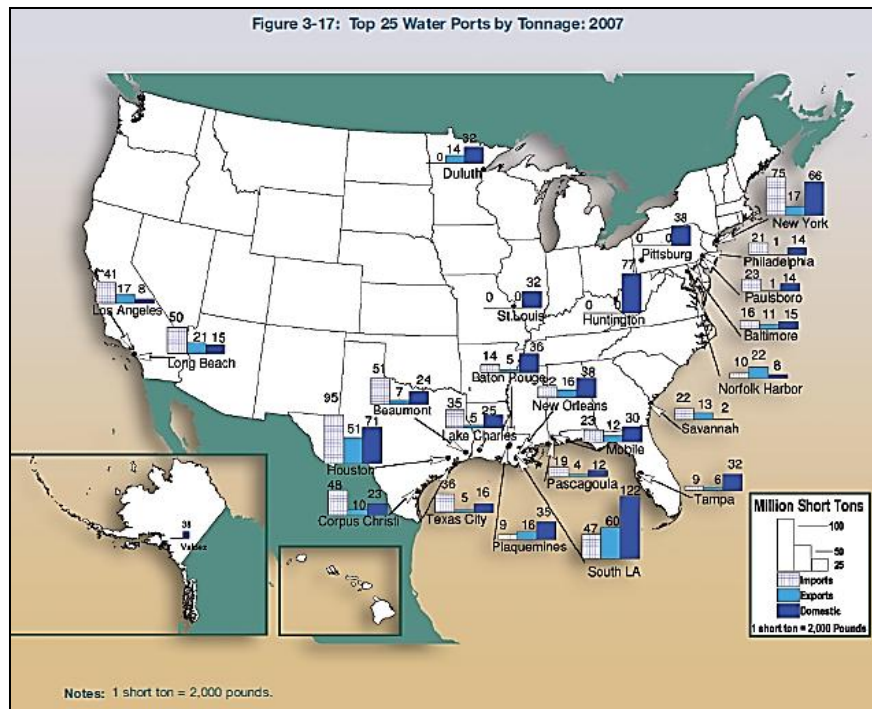 Figure 3-17: Top 25 Water Ports by Tonnage: 2007
0 14 32
Duluth
75 17 66
New York
0 0 38
Pittsburg
21 1 14
Philadelphia
23 1 14
Paulsboro
16 11 15
Baltimore
77
Huntington
0 0 32
St.Louis
41 17 8
Los Angeles
50 21 15
Long Beach
10 22
Norfolk Harbor
14 5 36
Baton Rouge
51 7 24
Beaumont
22 16 38
New Orleans
22 13 2
Savannah
35 5 25
Lake Charles
23 12 30
Mobile
95 51 71
Houston
19 4 12
Pascagoula
9 6 32
Tampa
48 10 23
Corpus Christi
36 5 16
Texas City
9 16 35
Plaquemines
47 60 122
South LA
Valdez
Million Short Tons
100
50
25
Imports
Exports
Domestic
1 short ton = 2,000 Pounds
Notes: 1 short ton = 2,000 pounds.